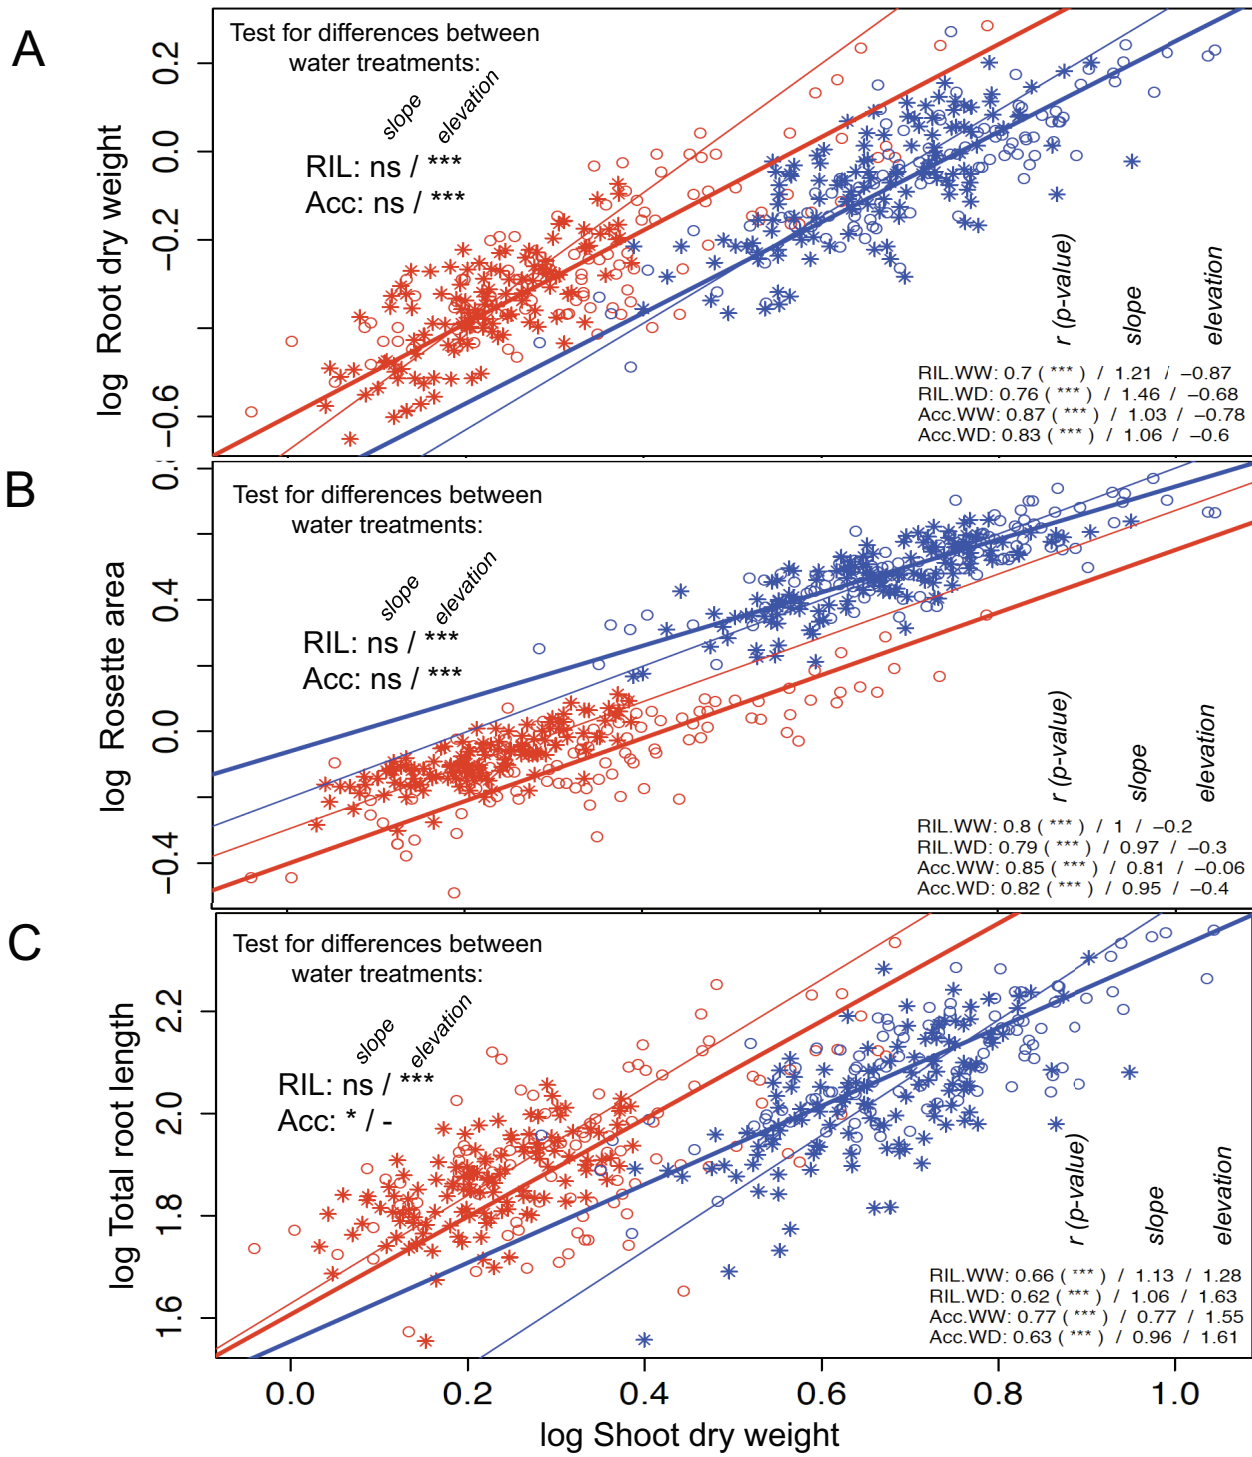 A
Test for differences between
water treatments:
slope
elevation
RIL: ns / ***
Acc: ns / ***
log Root dry weight
0.2
0.0
−0.2
−0.6
r (p-value)
slope
elevation
RIL.WW: 0.7 ( *** ) / 1.21 / −0.87
RIL.WD: 0.76 ( *** ) / 1.46 / −0.68
Acc.WW: 0.87 ( *** ) / 1.03 / −0.78
Acc.WD: 0.83 ( *** ) / 1.06 / −0.6
B
Test for differences between
water treatments:
slope
elevation
RIL: ns / ***
Acc: ns / ***
log Rosette area
0.4
0.0
−0.4
r (p-value)
slope
elevation
RIL.WW: 0.8 ( *** ) / 1 / −0.2
RIL.WD: 0.79 ( *** ) / 0.97 / −0.3
Acc.WW: 0.85 ( *** ) / 0.81 / −0.06
Acc.WD: 0.82 ( *** ) / 0.95 / −0.4
C
Test for differences between
water treatments:
slope
elevation
RIL: ns / ***
Acc: * / -
log Total root length
2.2
2.0
1.8
1.6
r (p-value)
slope
elevation
RIL.WW: 0.66 ( *** ) / 1.13 / 1.28
RIL.WD: 0.62 ( *** ) / 1.06 / 1.63
Acc.WW: 0.77 ( *** ) / 0.77 / 1.55
Acc.WD: 0.63 ( *** ) / 0.96 / 1.61
0.0 0.2 0.4 0.6 0.8 1.0
log Shoot dry weight